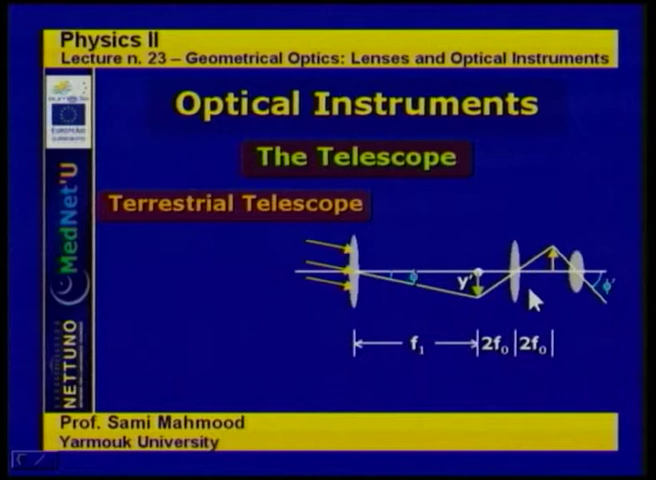 Physics II
Lecture n. 23 – Geometrical Optics: Lenses and Optical Instruments
Optical Instruments
The Telescope
Terrestrial Telescope
MedNet'U
NETTUNO
ϕ
y'
ϕ'
f₁
2f₀
2f₀
Prof. Sami Mahmood
Yarmouk University